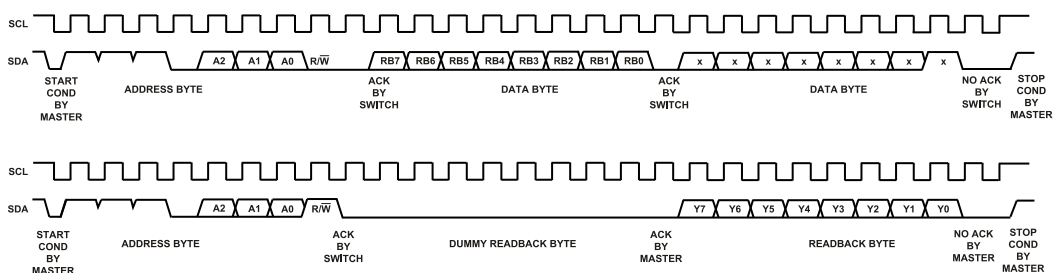 SCL
SDA
A2 A1 A0 R/W̅ RB7 RB6 RB5 RB4 RB3 RB2 RB1 RB0 x x x x x x x x
START
COND
BY
MASTER
ADDRESS BYTE
ACK
BY
SWITCH
DATA BYTE
ACK
BY
SWITCH
DATA BYTE
NO ACK
BY
SWITCH
STOP
COND
BY
MASTER
SCL
SDA
A2 A1 A0 R/W̅ Y7 Y6 Y5 Y4 Y3 Y2 Y1 Y0
START
COND
BY
MASTER
ADDRESS BYTE
ACK
BY
SWITCH
DUMMY READBACK BYTE
ACK
BY
MASTER
READBACK BYTE
NO ACK
BY
MASTER
STOP
COND
BY
MASTER